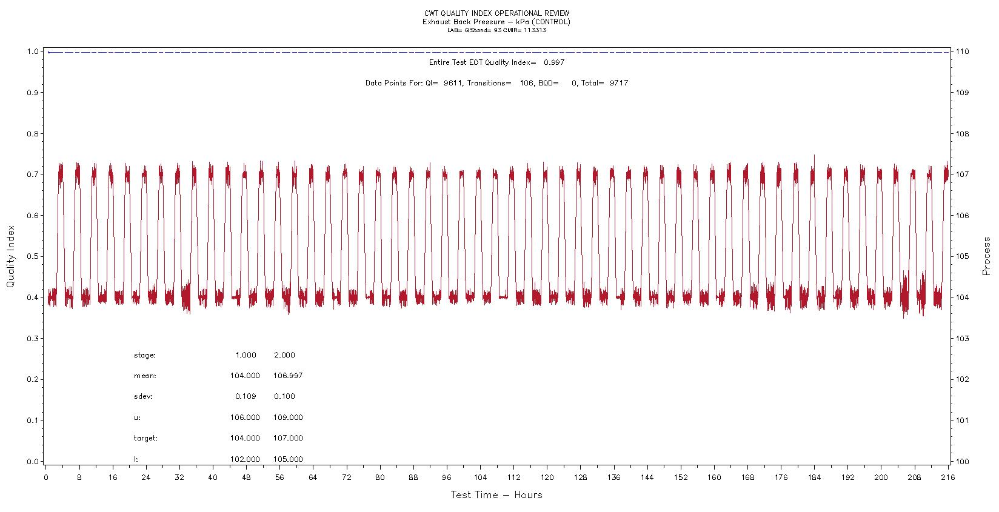 CWT QUALITY INDEX OPERATIONAL REVIEW
Exhaust Back Pressure – kPa (CONTROL)
LAB= G Stand= 93 CMIR= 113313
Entire Test EOT Quality Index= 0.997
Data Points For: QI= 9611, Transitions= 106, BQD= 0, Total= 9717
1.0 110
0.9 109
0.8 108
0.7 107
0.6 106
0.5 105
0.4 104
0.3 103
0.2 102
0.1 101
0.0 100
Quality Index
Process
stage: 1.000 2.000
mean: 104.000 106.997
sdev: 0.109 0.100
u: 106.000 109.000
target: 104.000 107.000
l: 102.000 105.000
0 8 16 24 32 40 48 56 64 72 80 88 96 104 112 120 128 136 144 152 160 168 176 184 192 200 208 216
Test Time – Hours